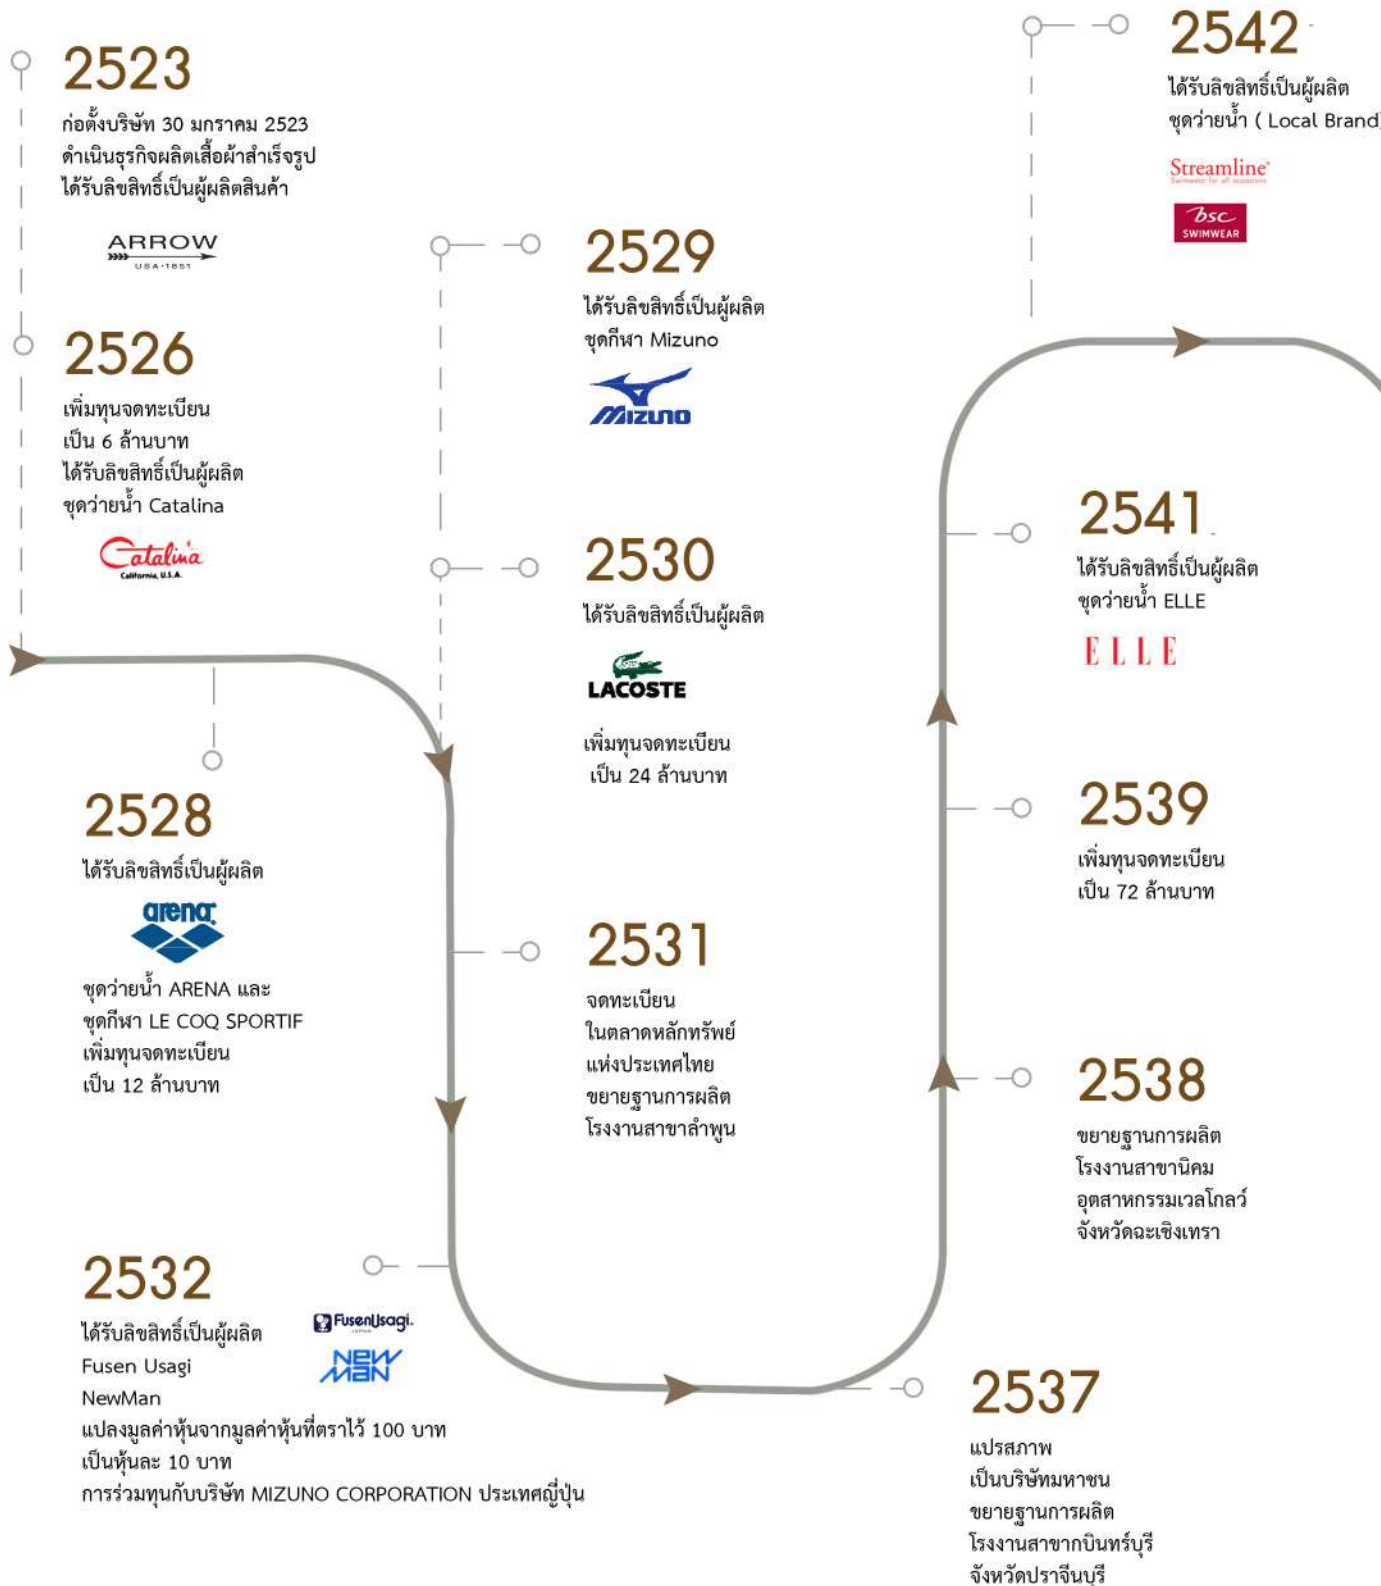 2523
ก่อตั้งบริษัท 30 มกราคม 2523
ดำเนินธุรกิจผลิตเสื้อผ้าสำเร็จรูป
ได้รับลิขสิทธิ์เป็นผู้ผลิตสินค้า
ARROW
USA•1851
2526
เพิ่มทุนจดทะเบียน
เป็น 6 ล้านบาท
ได้รับลิขสิทธิ์เป็นผู้ผลิต
ชุดว่ายน้ำ Catalina
Catalina
California, U.S.A.
2528
ได้รับลิขสิทธิ์เป็นผู้ผลิต
arena
ชุดว่ายน้ำ ARENA และ
ชุดกีฬา LE COQ SPORTIF
เพิ่มทุนจดทะเบียน
เป็น 12 ล้านบาท
2529
ได้รับลิขสิทธิ์เป็นผู้ผลิต
ชุดกีฬา Mizuno
MIZUNO
2530
ได้รับลิขสิทธิ์เป็นผู้ผลิต
LACOSTE
เพิ่มทุนจดทะเบียน
เป็น 24 ล้านบาท
2531
จดทะเบียน
ในตลาดหลักทรัพย์
แห่งประเทศไทย
ขยายฐานการผลิต
โรงงานสาขาลำพูน
2532
ได้รับลิขสิทธิ์เป็นผู้ผลิต
Fusen Usagi
NewMan
FusenUsagi
NEW
MAN
แปลงมูลค่าหุ้นจากมูลค่าหุ้นที่ตราไว้ 100 บาท
เป็นหุ้นละ 10 บาท
การร่วมทุนกับบริษัท MIZUNO CORPORATION ประเทศญี่ปุ่น
2537
แปรสภาพ
เป็นบริษัทมหาชน
ขยายฐานการผลิต
โรงงานสาขากบินทร์บุรี
จังหวัดปราจีนบุรี
2538
ขยายฐานการผลิต
โรงงานสาขานิคม
อุตสาหกรรมเวลโกลว์
จังหวัดฉะเชิงเทรา
2539
เพิ่มทุนจดทะเบียน
เป็น 72 ล้านบาท
2541
ได้รับลิขสิทธิ์เป็นผู้ผลิต
ชุดว่ายน้ำ ELLE
ELLE
2542
ได้รับลิขสิทธิ์เป็นผู้ผลิต
ชุดว่ายน้ำ ( Local Brand)
Streamline
Swimwear for all occasions
bsc
SWIMWEAR